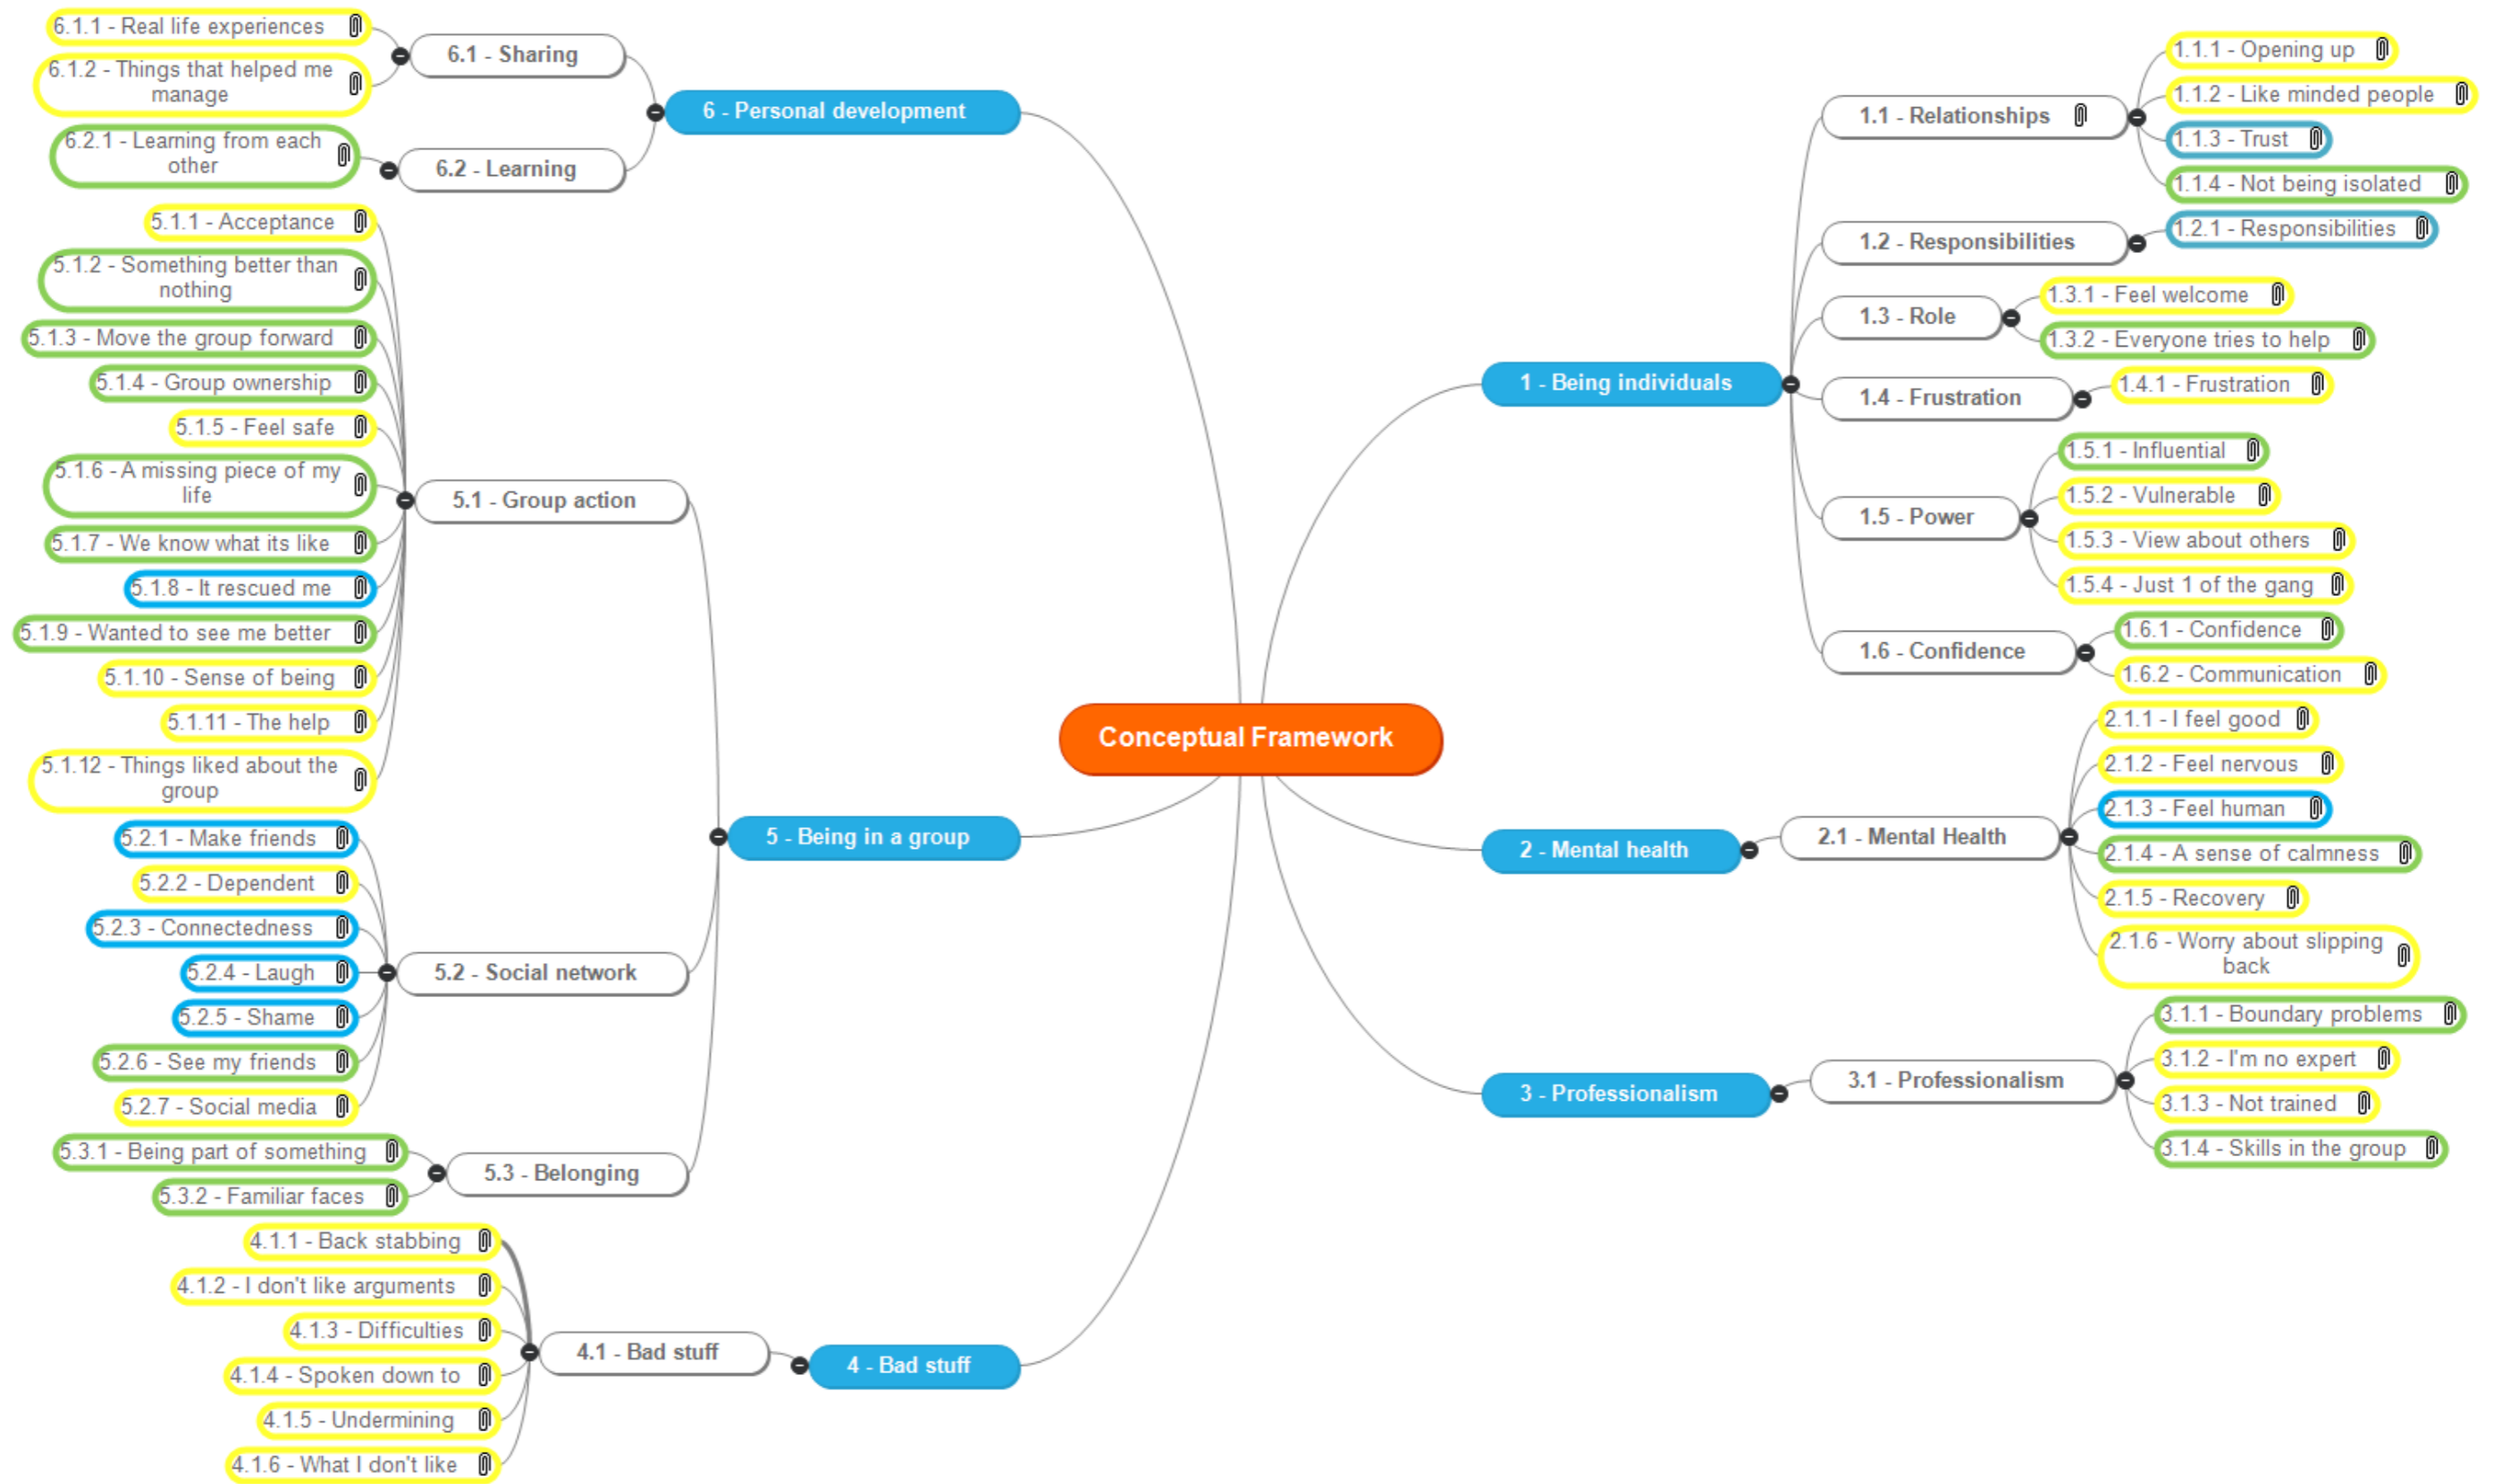 Conceptual Framework
1 - Being individuals
1.1 - Relationships
1.1.1 - Opening up
1.1.2 - Like minded people
1.1.3 - Trust
1.1.4 - Not being isolated
1.2 - Responsibilities
1.2.1 - Responsibilities
1.3 - Role
1.3.1 - Feel welcome
1.3.2 - Everyone tries to help
1.4 - Frustration
1.4.1 - Frustration
1.5 - Power
1.5.1 - Influential
1.5.2 - Vulnerable
1.5.3 - View about others
1.5.4 - Just 1 of the gang
1.6 - Confidence
1.6.1 - Confidence
1.6.2 - Communication
2 - Mental health
2.1 - Mental Health
2.1.1 - I feel good
2.1.2 - Feel nervous
2.1.3 - Feel human
2.1.4 - A sense of calmness
2.1.5 - Recovery
2.1.6 - Worry about slipping
back
3 - Professionalism
3.1 - Professionalism
3.1.1 - Boundary problems
3.1.2 - I'm no expert
3.1.3 - Not trained
3.1.4 - Skills in the group
4 - Bad stuff
4.1 - Bad stuff
4.1.1 - Back stabbing
4.1.2 - I don't like arguments
4.1.3 - Difficulties
4.1.4 - Spoken down to
4.1.5 - Undermining
4.1.6 - What I don't like
5 - Being in a group
5.1 - Group action
5.1.1 - Acceptance
5.1.2 - Something better than
nothing
5.1.3 - Move the group forward
5.1.4 - Group ownership
5.1.5 - Feel safe
5.1.6 - A missing piece of my
life
5.1.7 - We know what its like
5.1.8 - It rescued me
5.1.9 - Wanted to see me better
5.1.10 - Sense of being
5.1.11 - The help
5.1.12 - Things liked about the
group
5.2 - Social network
5.2.1 - Make friends
5.2.2 - Dependent
5.2.3 - Connectedness
5.2.4 - Laugh
5.2.5 - Shame
5.2.6 - See my friends
5.2.7 - Social media
5.3 - Belonging
5.3.1 - Being part of something
5.3.2 - Familiar faces
6 - Personal development
6.1 - Sharing
6.1.1 - Real life experiences
6.1.2 - Things that helped me
manage
6.2 - Learning
6.2.1 - Learning from each
other